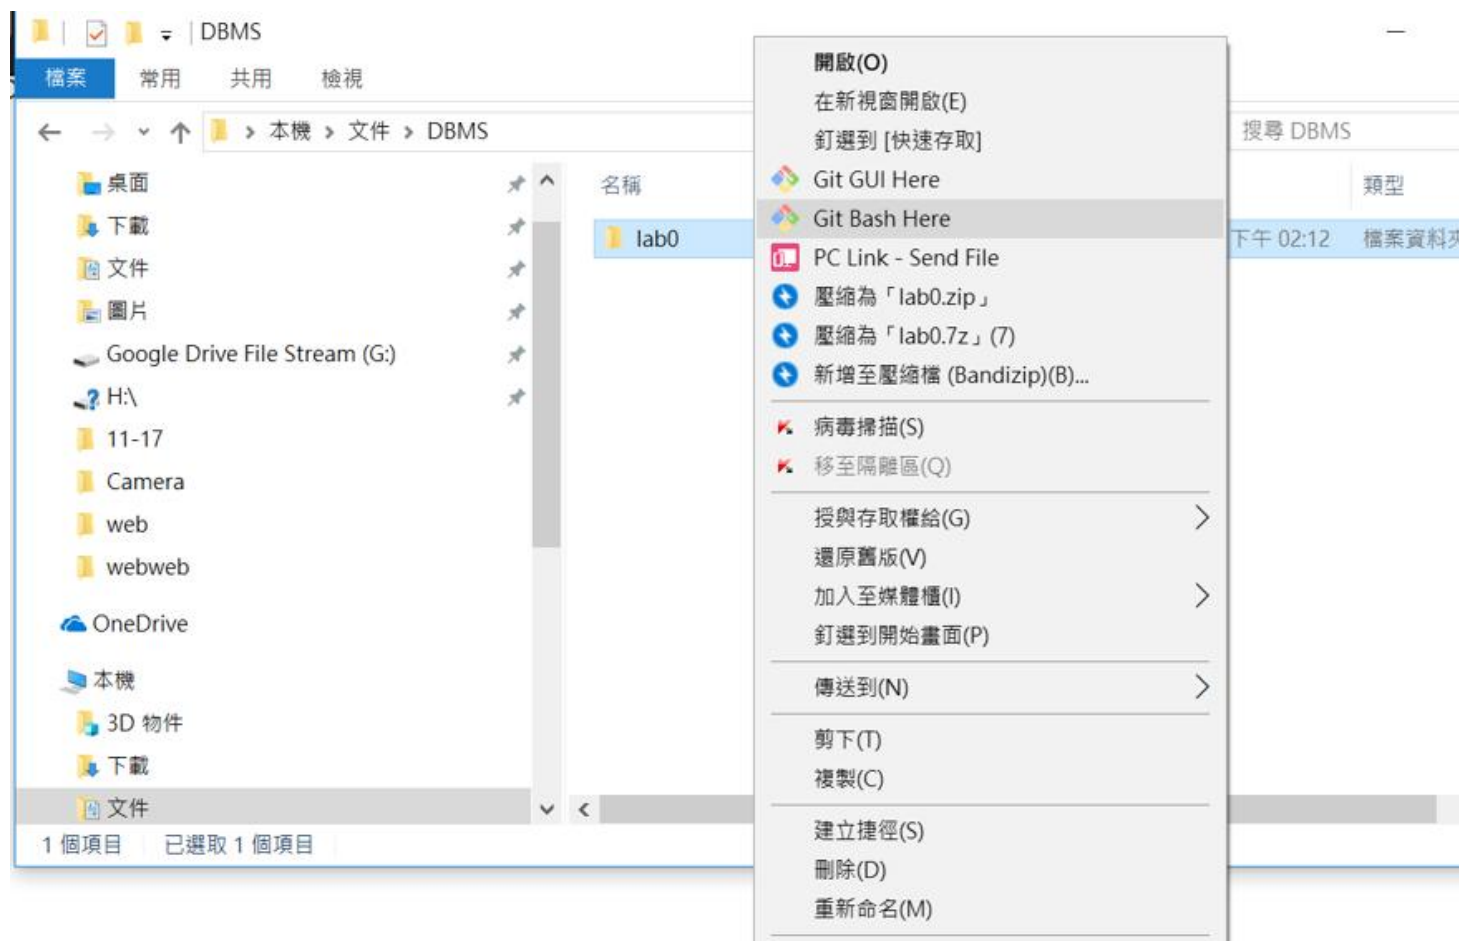 DBMS
檔案 常用 共用 檢視
本機 › 文件 › DBMS
搜尋 DBMS
桌面
下載
文件
圖片
Google Drive File Stream (G:)
H:\
11-17
Camera
web
webweb
OneDrive
本機
3D 物件
下載
文件
名稱
類型
lab0
下午 02:12
檔案資料夾
開啟(O)
在新視窗開啟(E)
釘選到 [快速存取]
Git GUI Here
Git Bash Here
PC Link - Send File
壓縮為「lab0.zip」
壓縮為「lab0.7z」(7)
新增至壓縮檔 (Bandizip)(B)...
病毒掃描(S)
移至隔離區(Q)
授與存取權給(G)
還原舊版(V)
加入至媒體櫃(I)
釘選到開始畫面(P)
傳送到(N)
剪下(T)
複製(C)
建立捷徑(S)
刪除(D)
重新命名(M)
1 個項目 已選取 1 個項目